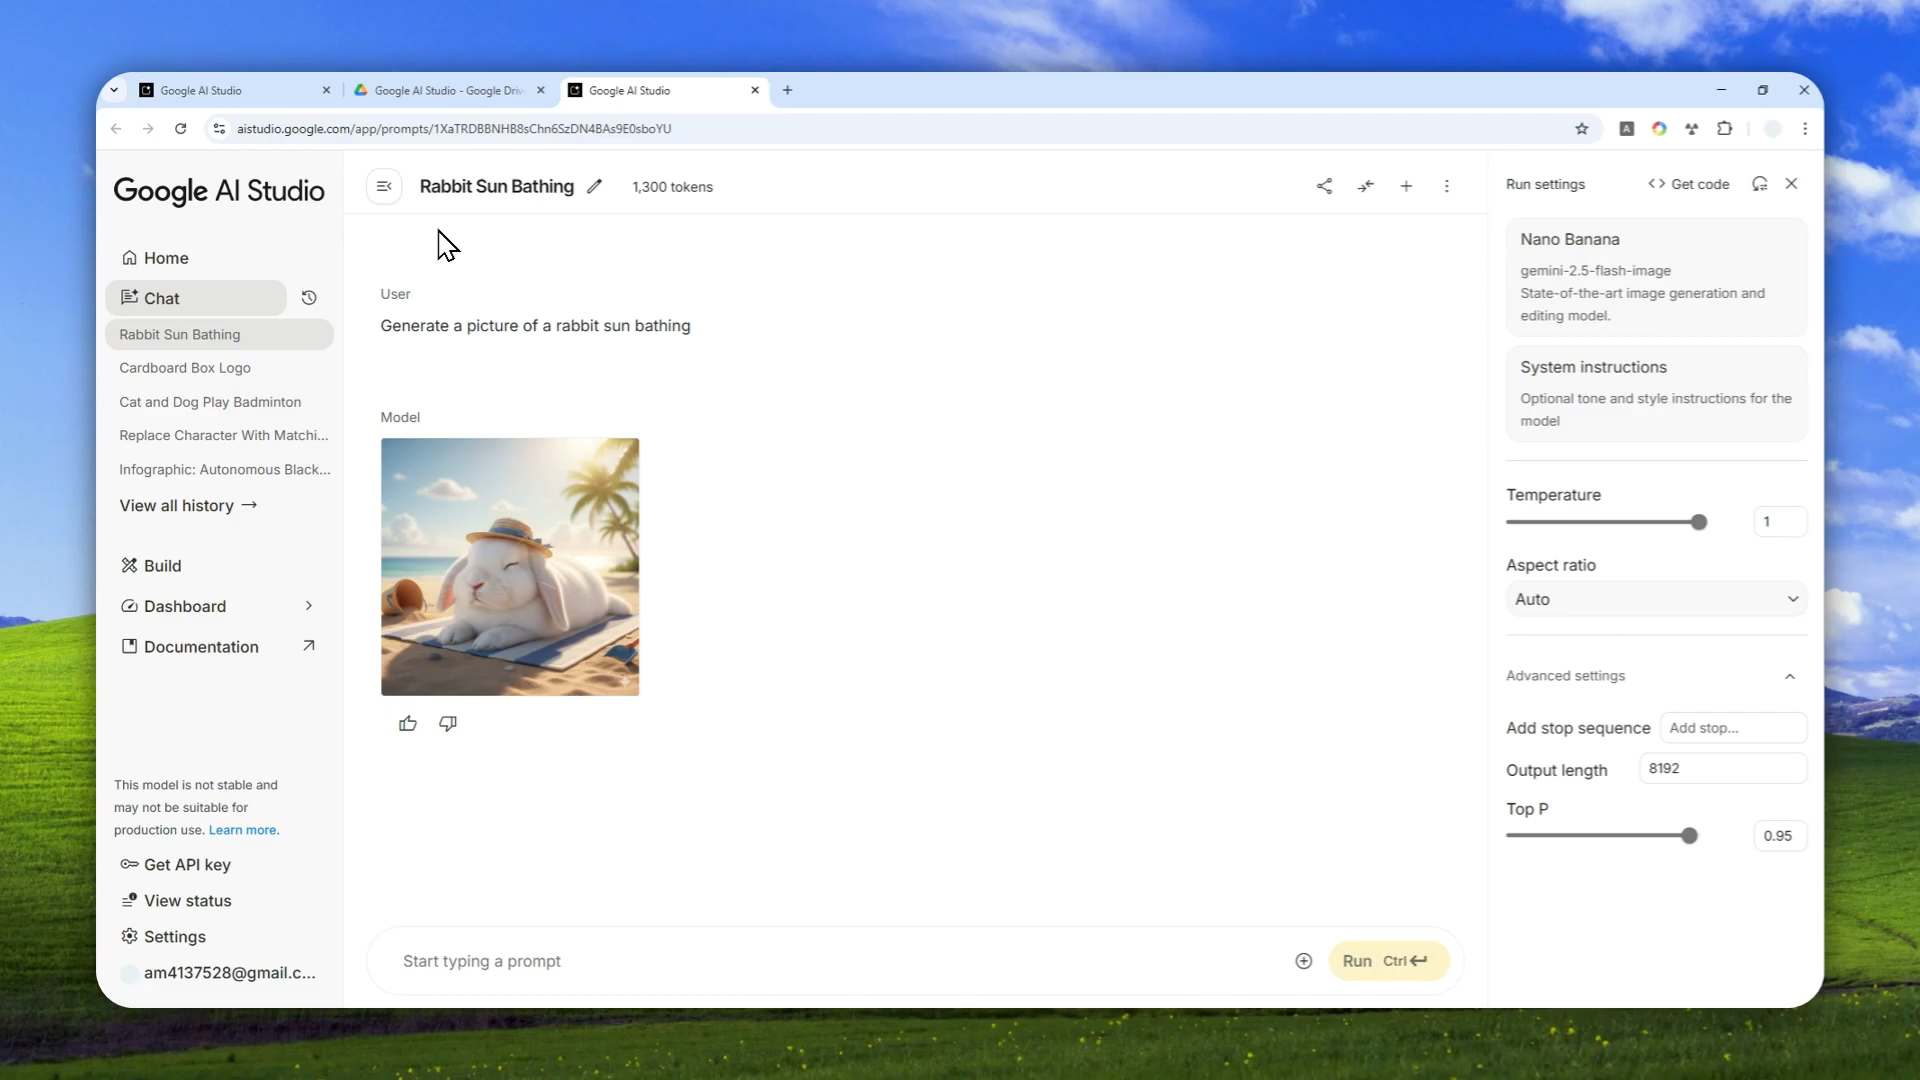 Google AI Studio
Google AI Studio - Google Driv
Google AI Studio
aistudio.google.com/app/prompts/1XaTRDBBNHB8sChn6SzDN4BAs9E0sboYU
Google AI Studio
Home
Chat
Rabbit Sun Bathing
Cardboard Box Logo
Cat and Dog Play Badminton
Replace Character With Matchi...
Infographic: Autonomous Black...
View all history
Build
Dashboard
Documentation
This model is not stable and
may not be suitable for
production use. Learn more.
Get API key
View status
Settings
am4137528@gmail.c...
Rabbit Sun Bathing
1,300 tokens
User
Generate a picture of a rabbit sun bathing
Model
Start typing a prompt
Run Ctrl
Run settings
Get code
Nano Banana
gemini-2.5-flash-image
State-of-the-art image generation and
editing model.
System instructions
Optional tone and style instructions for the
model
Temperature
1
Aspect ratio
Auto
Advanced settings
Add stop sequence
Add stop...
Output length
8192
Top P
0.95